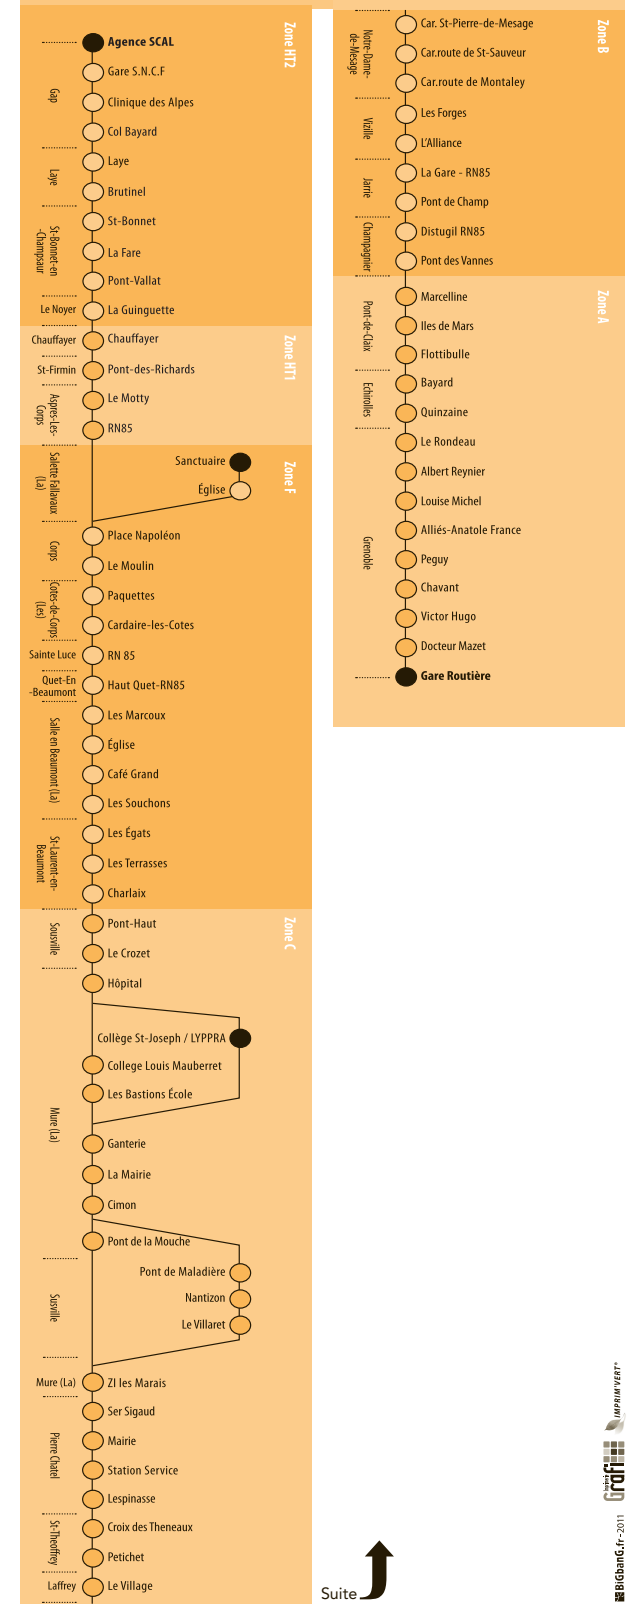 Zone HT2
Agence SCAL
Gare S.N.C.F
Gap
Clinique des Alpes
Col Bayard
Laye
Laye
Brutinel
St-Bonnet
St-Bonnet-en
-Champsaur
La Fare
Pont-Vallat
Le Noyer
La Guinguette
Zone HT1
Chauffayer
Chauffayer
St-Firmin
Pont-des-Richards
Aspres-Les-
Corps
Le Motty
RN85
Zone F
Salette Fallavaux
(La)
Sanctuaire
Église
Corps
Place Napoléon
Le Moulin
Cotes-de-Corps
(Les)
Paquettes
Cardaire-les-Cotes
Sainte Luce
RN 85
Quet-En
-Beaumont
Haut Quet-RN85
Salle en Beaumont (La)
Les Marcoux
Église
Café Grand
Les Souchons
St-Laurent-en-
Beaumont
Les Égats
Les Terrasses
Charlaix
Zone C
Sousville
Pont-Haut
Le Crozet
Hôpital
Mure (La)
Collège St-Joseph / LYPPRA
College Louis Mauberret
Les Bastions École
Ganterie
La Mairie
Cimon
Pont de la Mouche
Susville
Pont de Maladière
Nantizon
Le Villaret
Mure (La)
ZI les Marais
Pierre Chatel
Ser Sigaud
Mairie
Station Service
Lespinasse
St-Theoffrey
Croix des Theneaux
Petichet
Laffrey
Le Village
Suite
Zone B
Notre-Dame-
de-Mesage
Car. St-Pierre-de-Mesage
Car.route de St-Sauveur
Car.route de Montaley
Vizille
Les Forges
L'Alliance
Jarrie
La Gare - RN85
Pont de Champ
Champagnier
Distugil RN85
Pont des Vannes
Zone A
Pont-de-Claix
Marcelline
Iles de Mars
Flottibulle
Echirolles
Bayard
Quinzaine
Grenoble
Le Rondeau
Albert Reynier
Louise Michel
Alliés-Anatole France
Peguy
Chavant
Victor Hugo
Docteur Mazet
Gare Routière
IMPRIM'VERT®
Imprimerie
Grafi
BiGbanG.fr - 2011